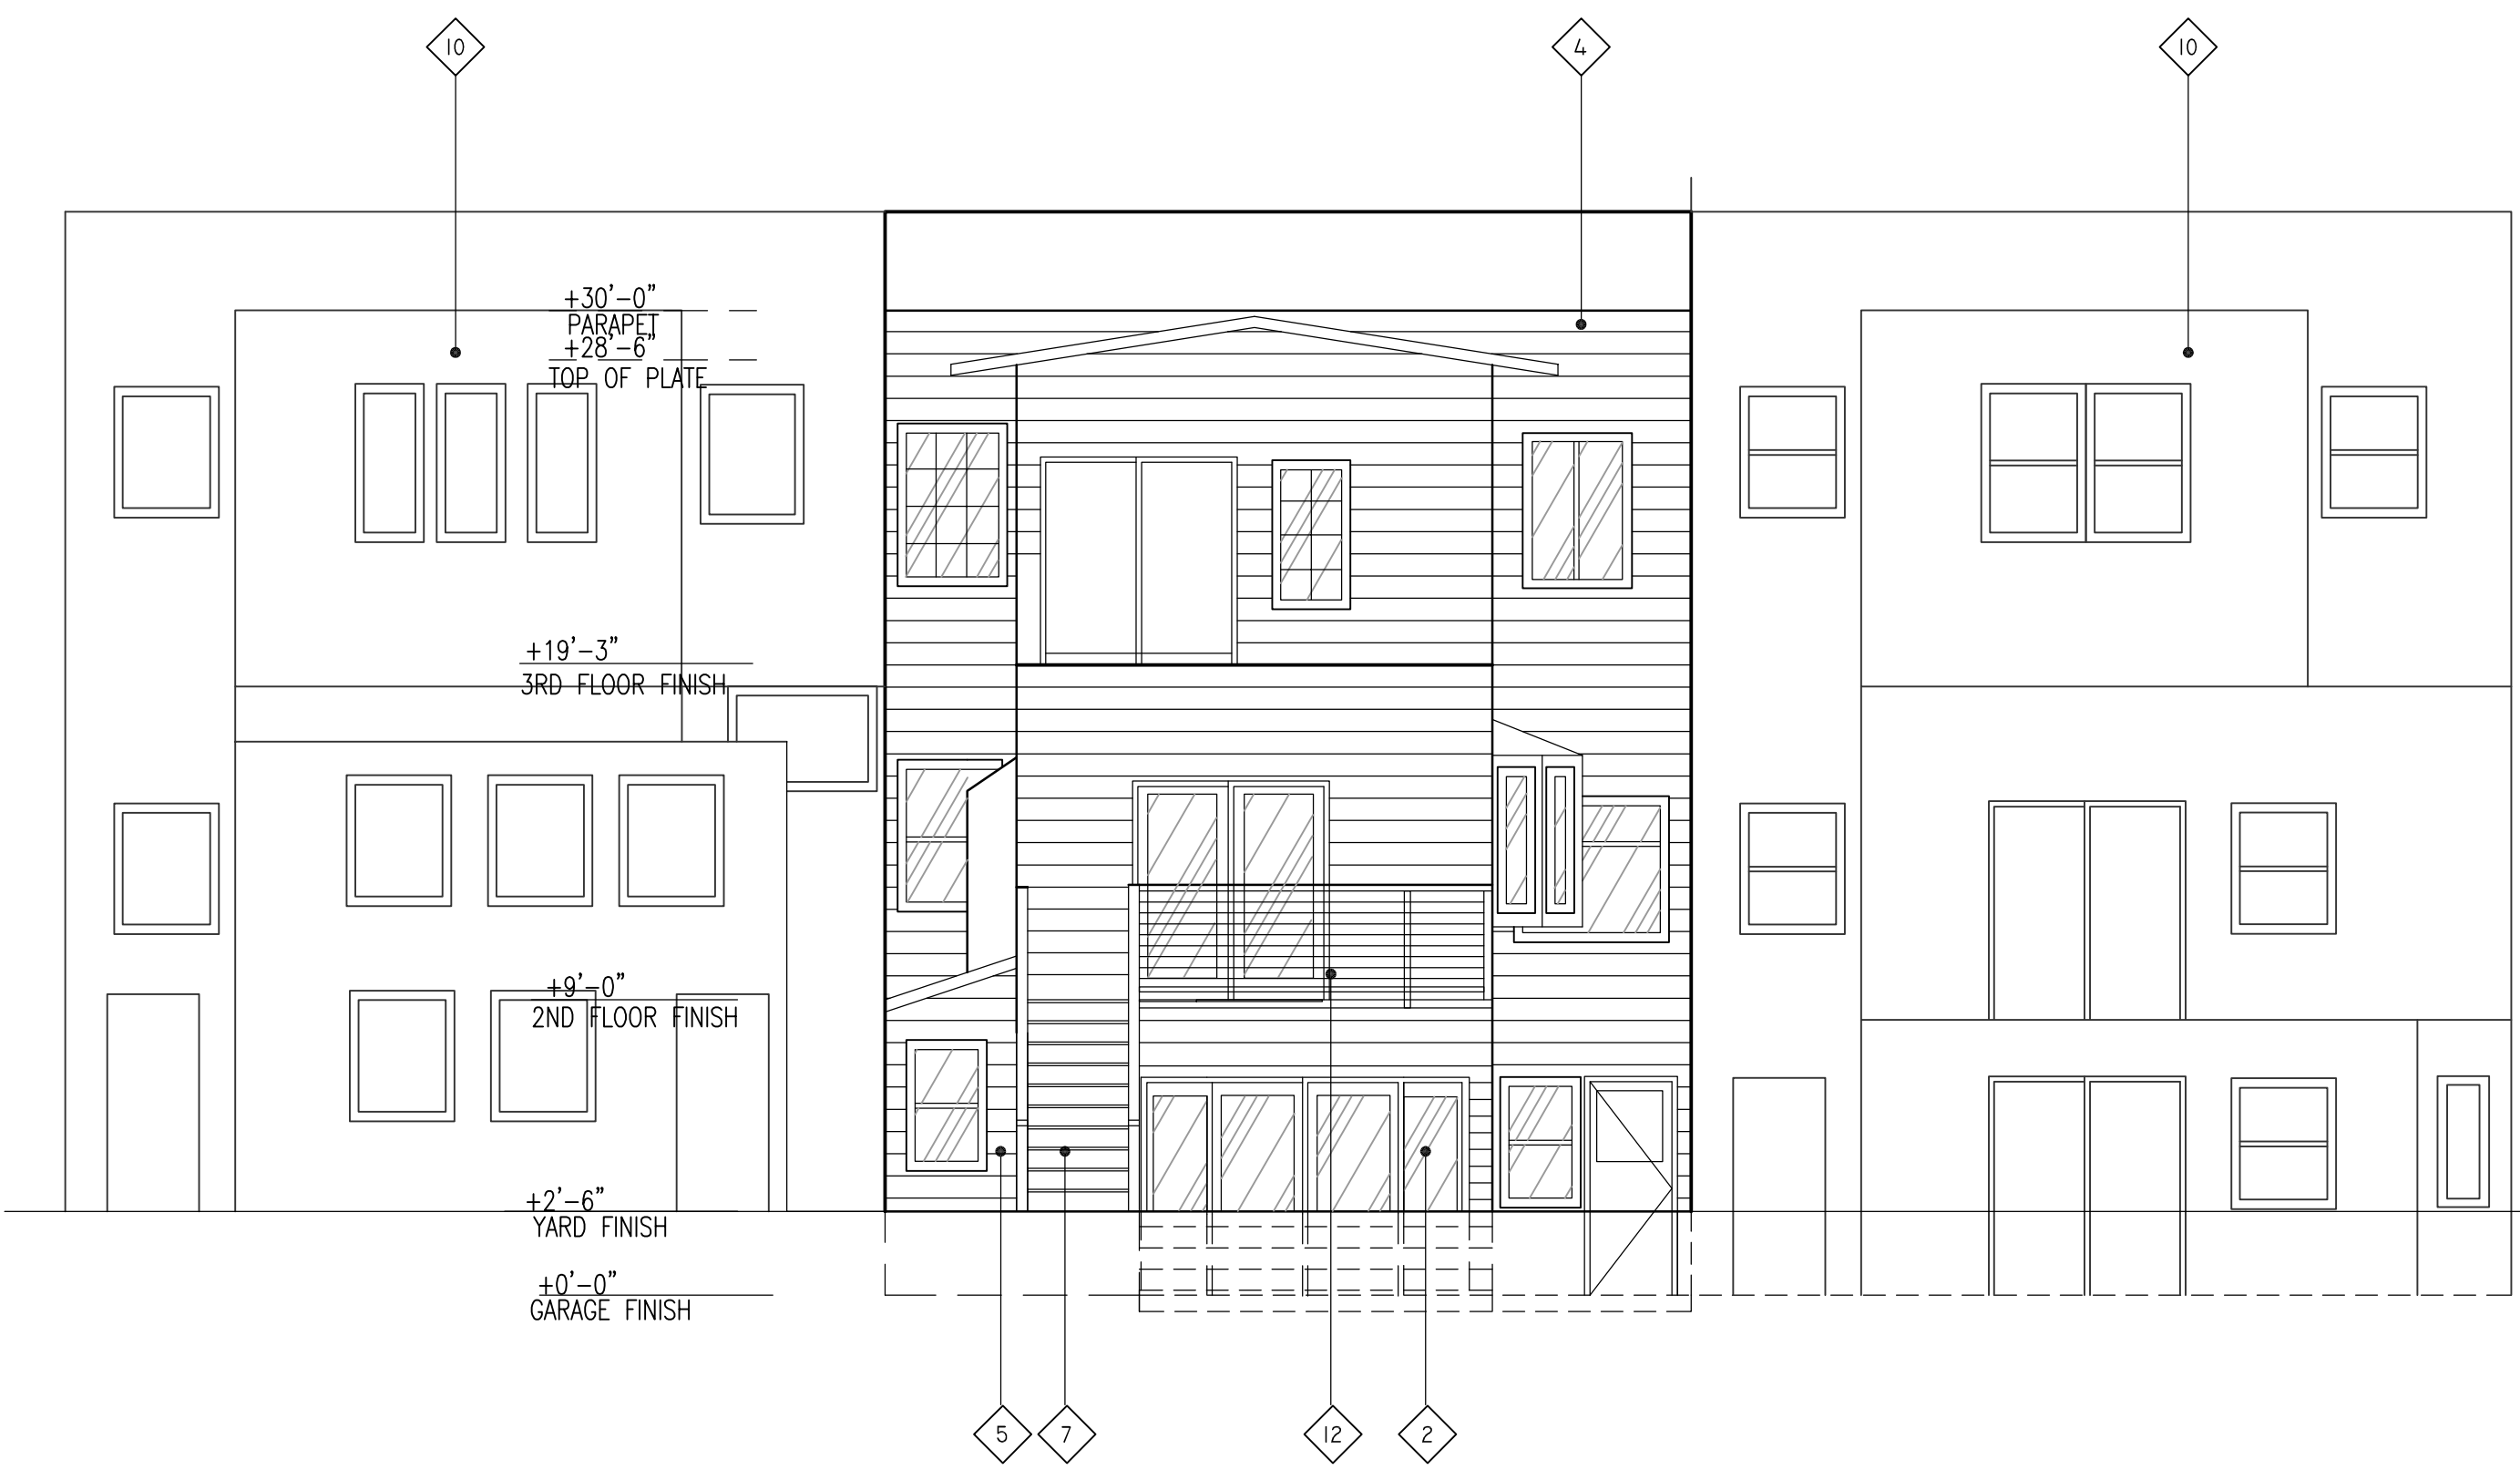 10
4
10
+30'-0"
PARAPET
+28'-6"
TOP OF PLATE
+19'-3"
3RD FLOOR FINISH
+9'-0"
2ND FLOOR FINISH
+2'-6"
YARD FINISH
+0'-0"
GARAGE FINISH
5
7
12
2